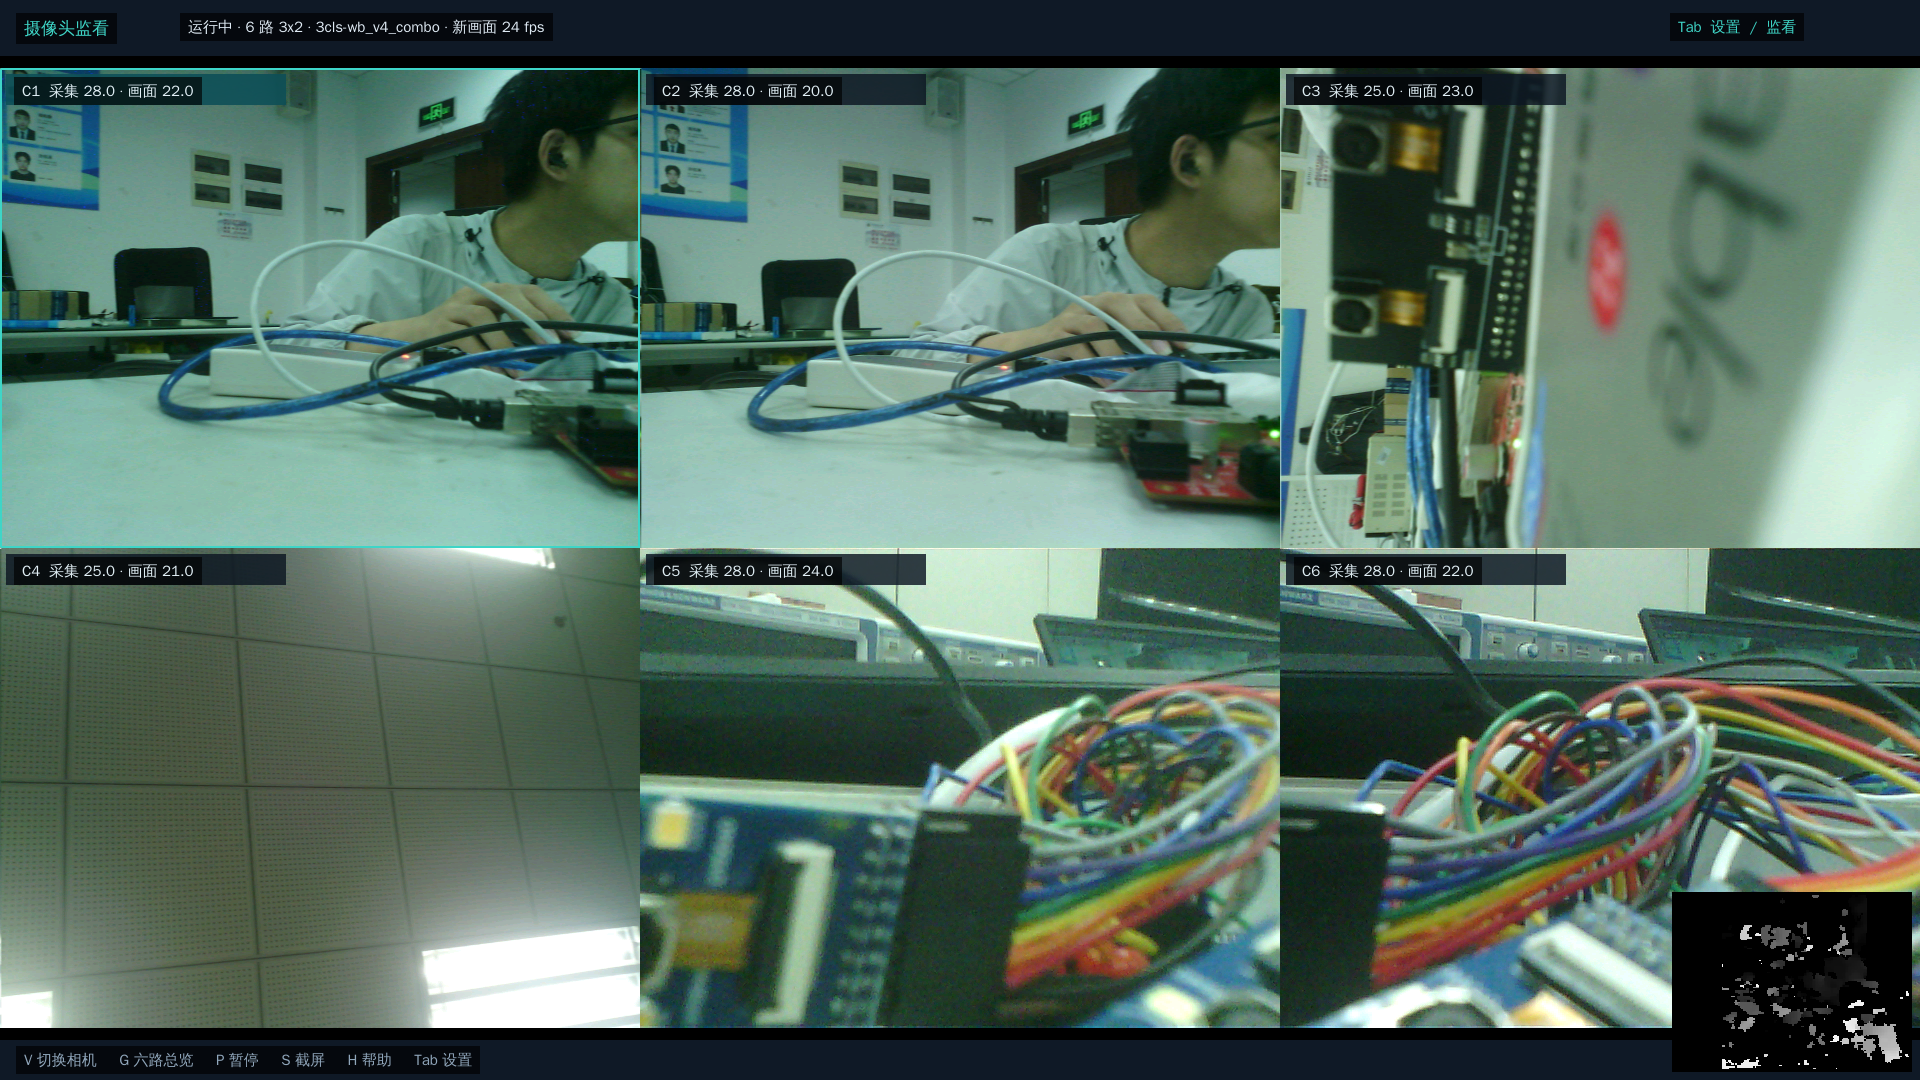 摄像头监看
运行中 · 6 路 3x2 · 3cls-wb_v4_combo · 新画面 24 fps
Tab 设置 / 监看
C1 采集 28.0 · 画面 22.0
C2 采集 28.0 · 画面 20.0
C3 采集 25.0 · 画面 23.0
C4 采集 25.0 · 画面 21.0
C5 采集 28.0 · 画面 24.0
C6 采集 28.0 · 画面 22.0
V 切换相机 G 六路总览 P 暂停 S 截屏 H 帮助 Tab 设置